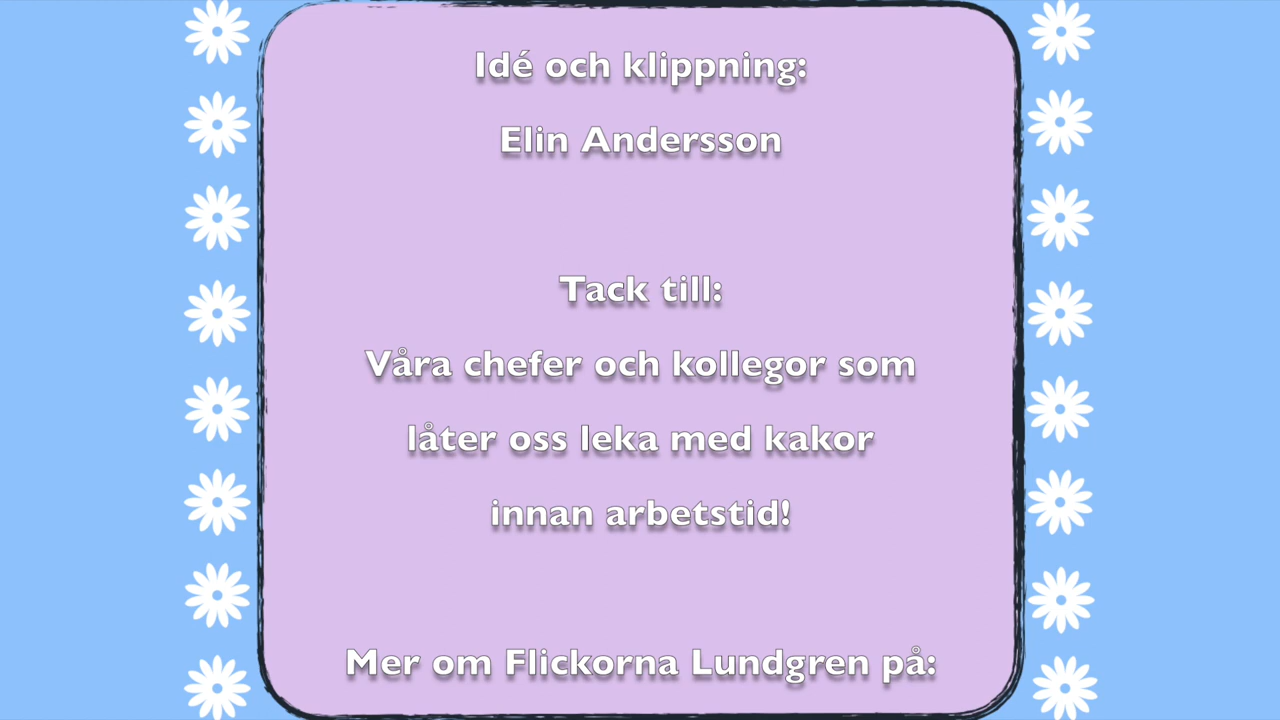 Idé och klippning:
Elin Andersson
Tack till:
Våra chefer och kollegor som
låter oss leka med kakor
innan arbetstid!
Mer om Flickorna Lundgren på: